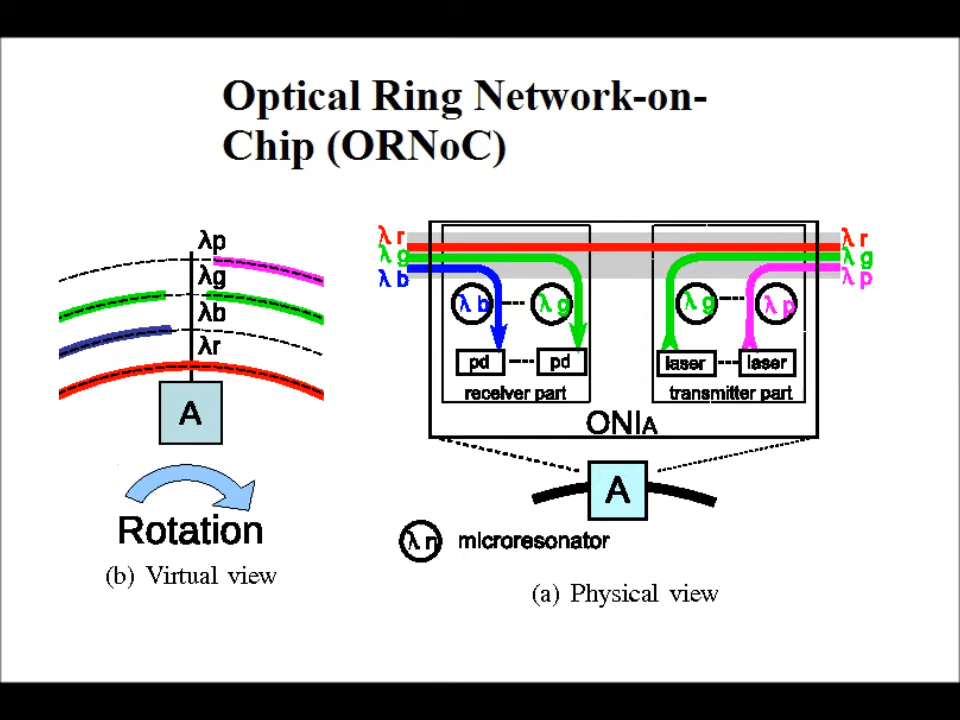 Optical Ring Network-on-
Chip (ORNoC)
λp
λg
λb
λr
A
Rotation
(b) Virtual view
λ r
λ g
λ b
λ r
λ g
λ p
λ b
λ g
λ g
λ p
pd
pd
laser
laser
receiver part
transmitter part
ONIA
A
λ n
microresonator
(a) Physical view